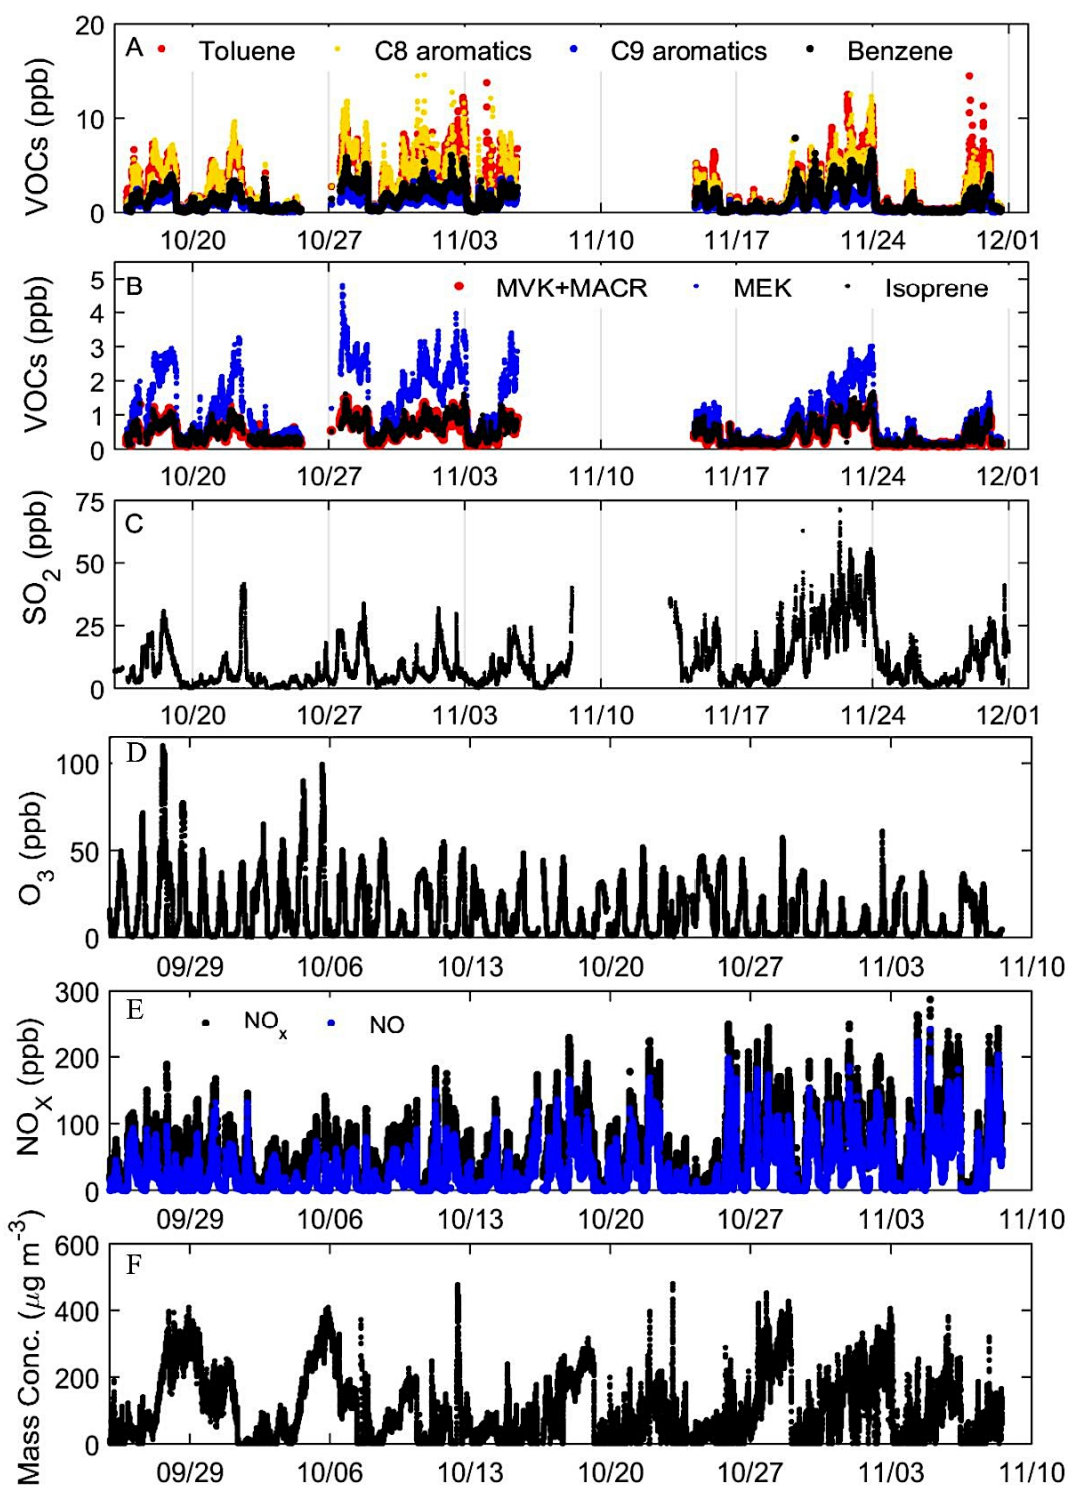 20
A Toluene C8 aromatics C9 aromatics Benzene
10
0
VOCs (ppb)
10/20 10/27 11/03 11/10 11/17 11/24 12/01
5
B MVK+MACR MEK Isoprene
4
3
2
1
0
VOCs (ppb)
10/20 10/27 11/03 11/10 11/17 11/24 12/01
75
C
50
25
0
SO2 (ppb)
10/20 10/27 11/03 11/10 11/17 11/24 12/01
D
100
50
0
O3 (ppb)
09/29 10/06 10/13 10/20 10/27 11/03 11/10
300
E NOx NO
200
100
0
NOX (ppb)
09/29 10/06 10/13 10/20 10/27 11/03 11/10
600
F
400
200
0
Mass Conc. (μg m-3)
09/29 10/06 10/13 10/20 10/27 11/03 11/10